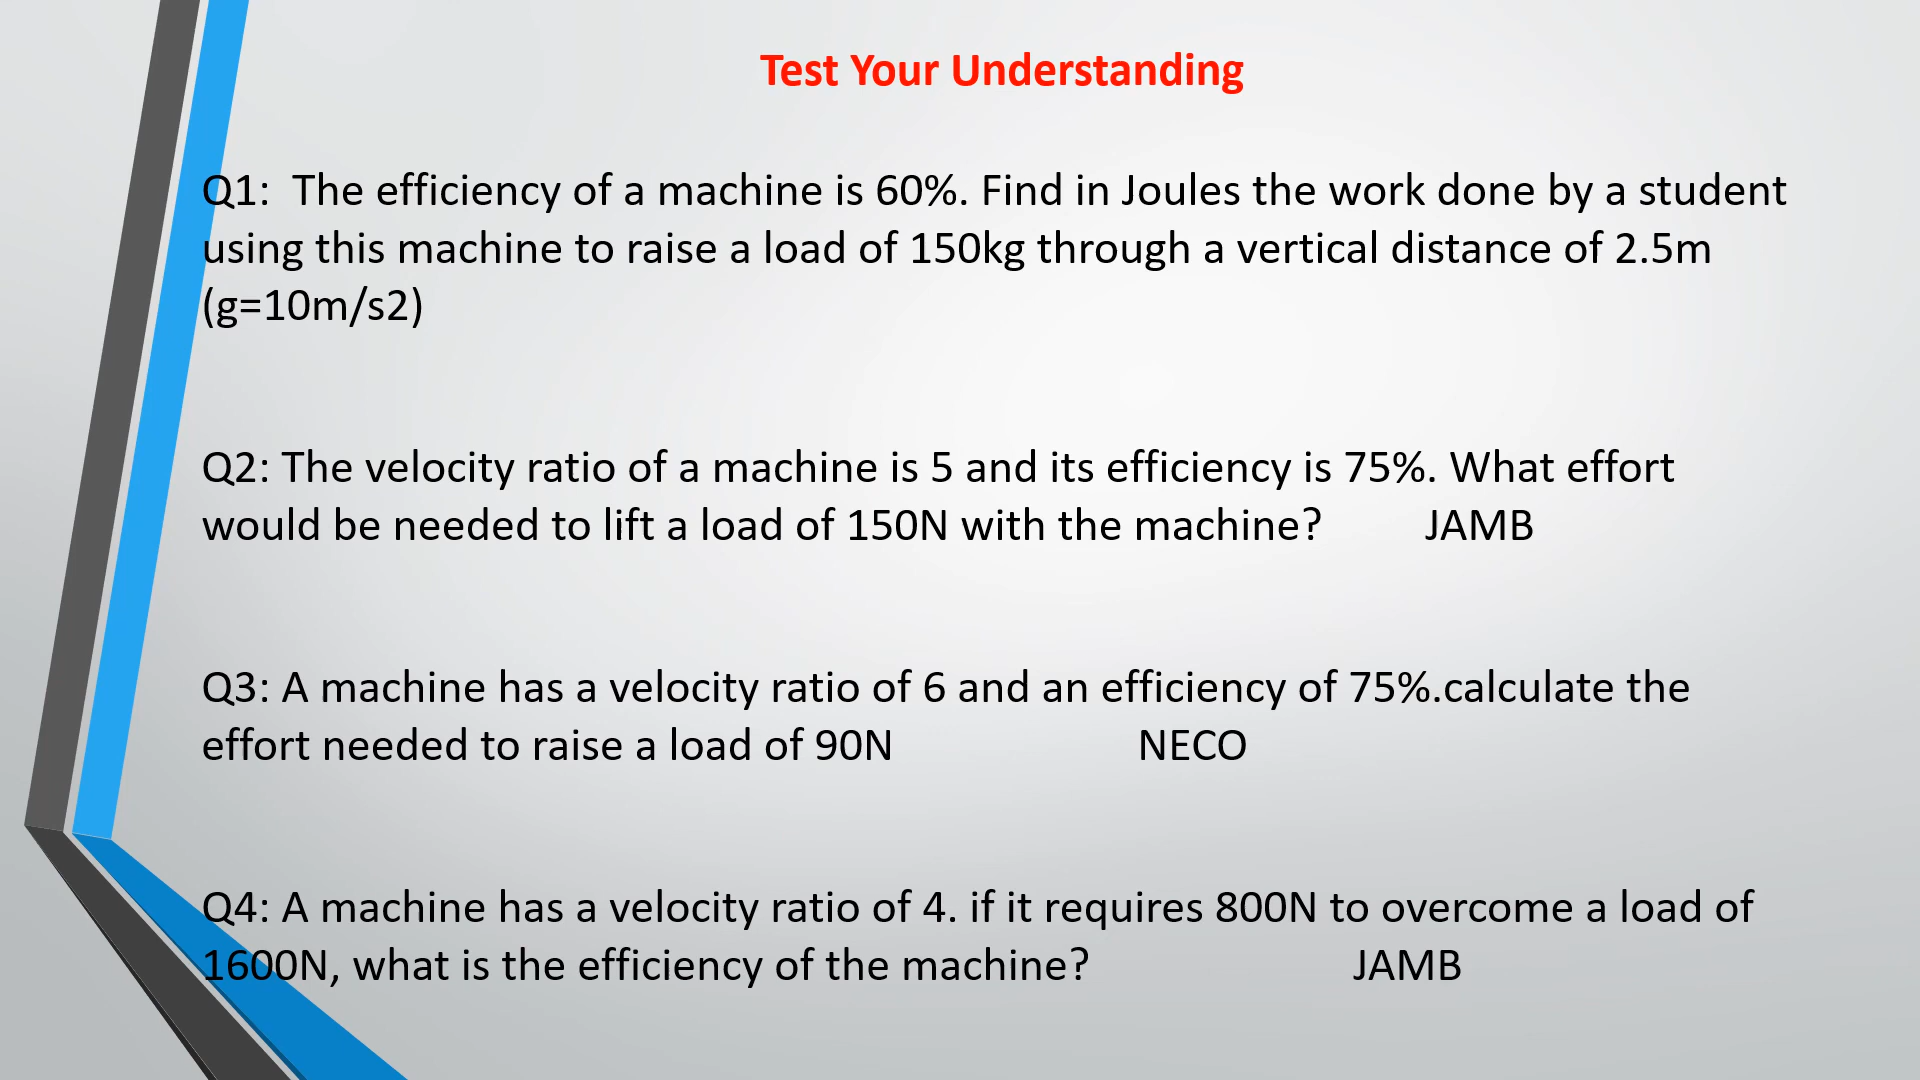 Test Your Understanding
Q1:  The efficiency of a machine is 60%. Find in Joules the work done by a student
using this machine to raise a load of 150kg through a vertical distance of 2.5m
(g=10m/s2)
Q2: The velocity ratio of a machine is 5 and its efficiency is 75%. What effort
would be needed to lift a load of 150N with the machine? JAMB
Q3: A machine has a velocity ratio of 6 and an efficiency of 75%.calculate the
effort needed to raise a load of 90N NECO
Q4: A machine has a velocity ratio of 4. if it requires 800N to overcome a load of
1600N, what is the efficiency of the machine? JAMB